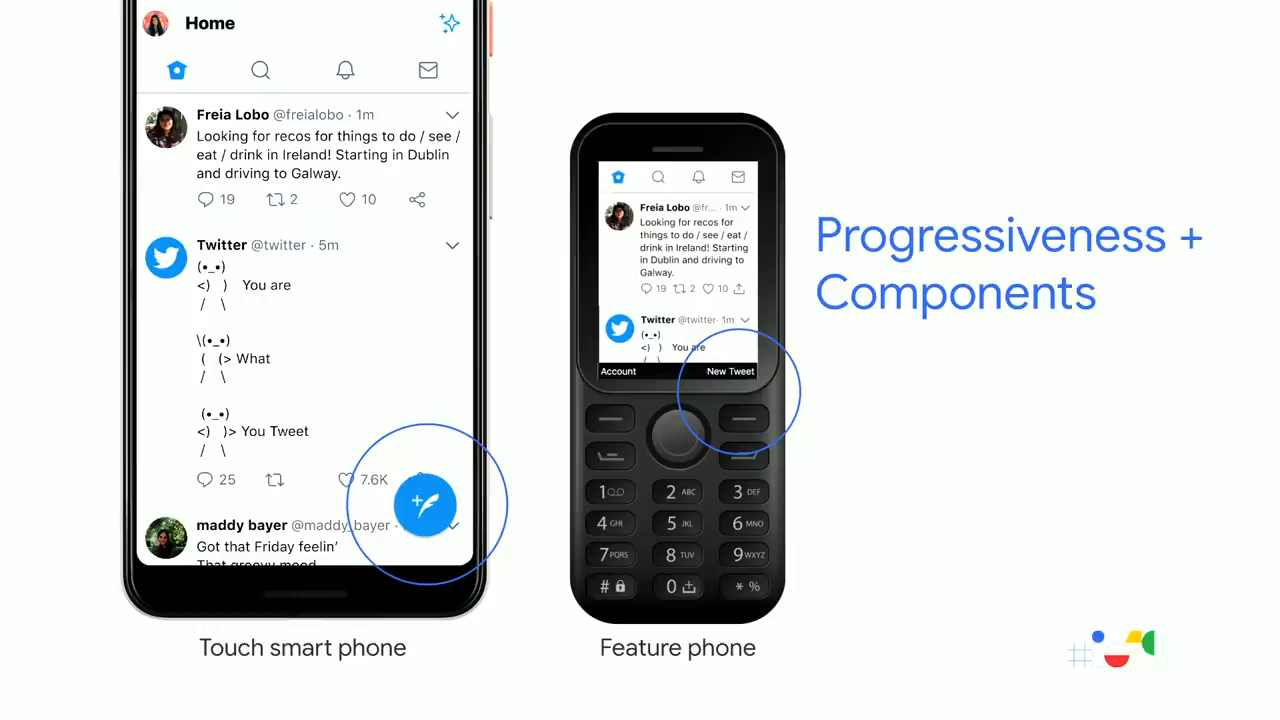 Home
Freia Lobo @freialobo · 1m
Looking for recos for things to do / see /
eat / drink in Ireland! Starting in Dublin
and driving to Galway.
19 2 10
Twitter @twitter · 5m
(•_•)
<) ) You are
/ \
\(•_•)
( (> What
/ \
(•_•)
<) )> You Tweet
/ \
25 7.6K
maddy bayer @maddy_bayer ·
Got that Friday feelin'
That groovy mood
Touch smart phone
Freia Lobo @fr... · 1m
Looking for recos for
things to do / see / eat /
drink in Ireland! Starting
in Dublin and driving to
Galway.
19 2 10
Twitter @twitter · 1m
(•_•)
<) ) You are
/ \
Account New Tweet
1 2 ABC 3 DEF
4 GHI 5 JKL 6 MNO
7 PQRS 8 TUV 9 WXYZ
# 0 * %
Feature phone
Progressiveness +
Components